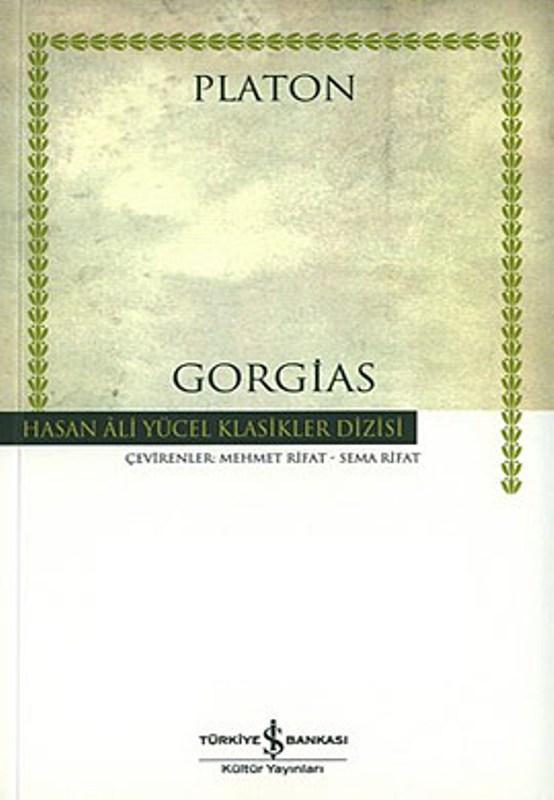 PLATON
GORGİAS
HASAN ÂLİ YÜCEL KLASİKLER DİZİSİ
ÇEVİRENLER: MEHMET RİFAT - SEMA RİFAT
TÜRKİYE İŞ BANKASI
Kültür Yayınları